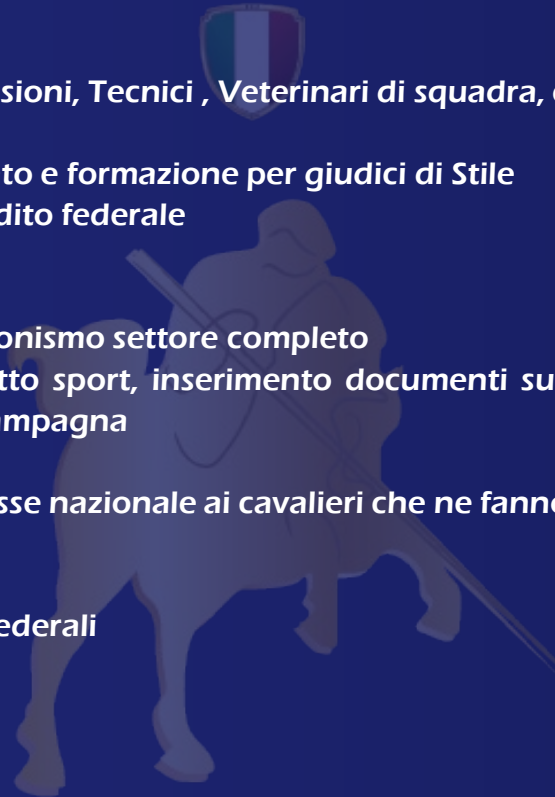 sioni, Tecnici , Veterinari di squadra,
to e formazione per giudici di Stile
dito federale
onismo settore completo
tto sport, inserimento documenti su
mpagna
sse nazionale ai cavalieri che ne fanno
ederali